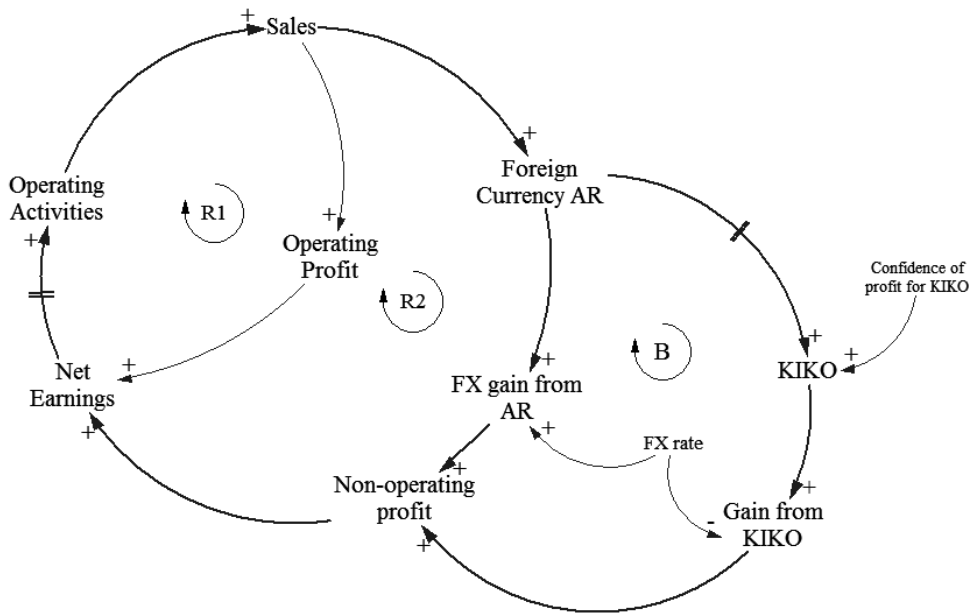 +
Sales
+
Foreign
Currency AR
Operating
Activities
+
R1
+
Operating
Profit
R2
Confidence of
profit for KIKO
+
+
KIKO
B
+
Net
Earnings
+
+
FX gain from
AR
+
FX rate
+
Non-operating
profit
+
+
-
Gain from
KIKO